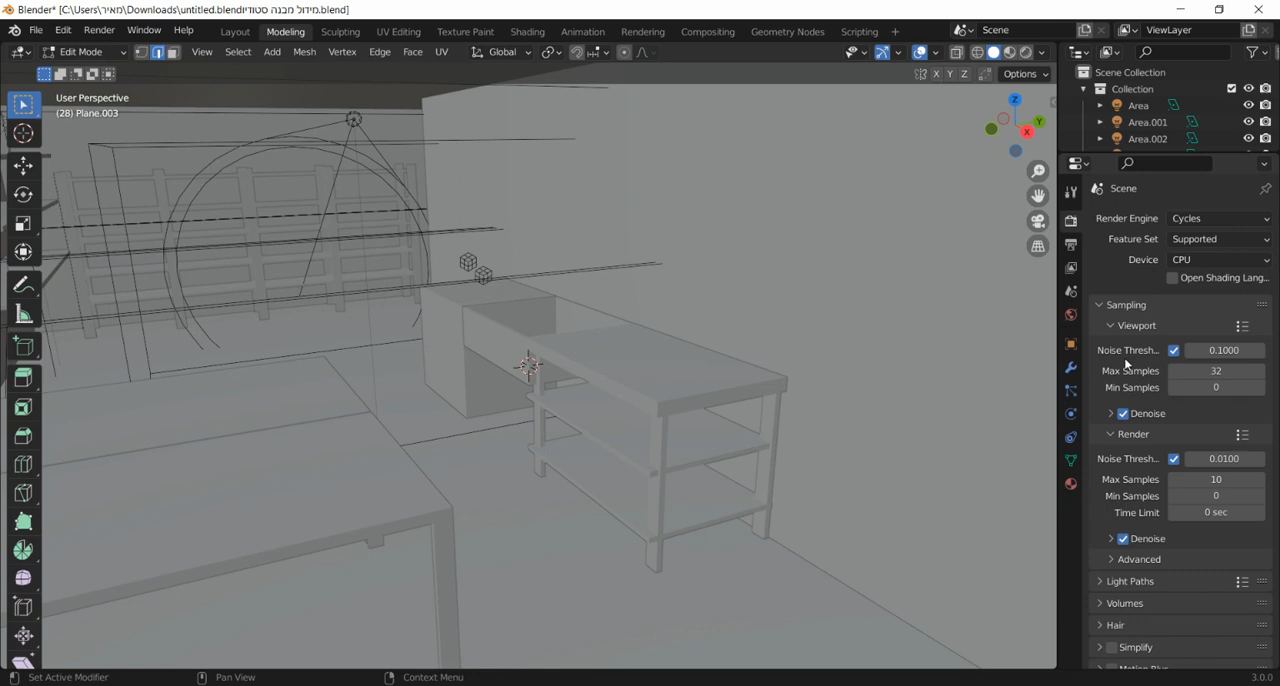 Blender* [C:\Users\מאיר\Downloads\untitled.blendמידול מבנה סטודיו.blend]
File Edit Render Window Help Layout Modeling Sculpting UV Editing Texture Paint Shading Animation Rendering Compositing Geometry Nodes Scripting + Scene ViewLayer
Edit Mode View Select Add Mesh Vertex Edge Face UV Global
X Y Z Options
User Perspective
(28) Plane.003
Z
Y
X
Scene Collection
Collection
Area
Area.001
Area.002
Scene
Render Engine Cycles
Feature Set Supported
Device CPU
Open Shading Lang...
Sampling
Viewport
Noise Thresh... 0.1000
Max Samples 32
Min Samples 0
Denoise
Render
Noise Thresh... 0.0100
Max Samples 10
Min Samples 0
Time Limit 0 sec
Denoise
Advanced
Light Paths
Volumes
Hair
Simplify
Motion Blur
Set Active Modifier Pan View Context Menu 3.0.0